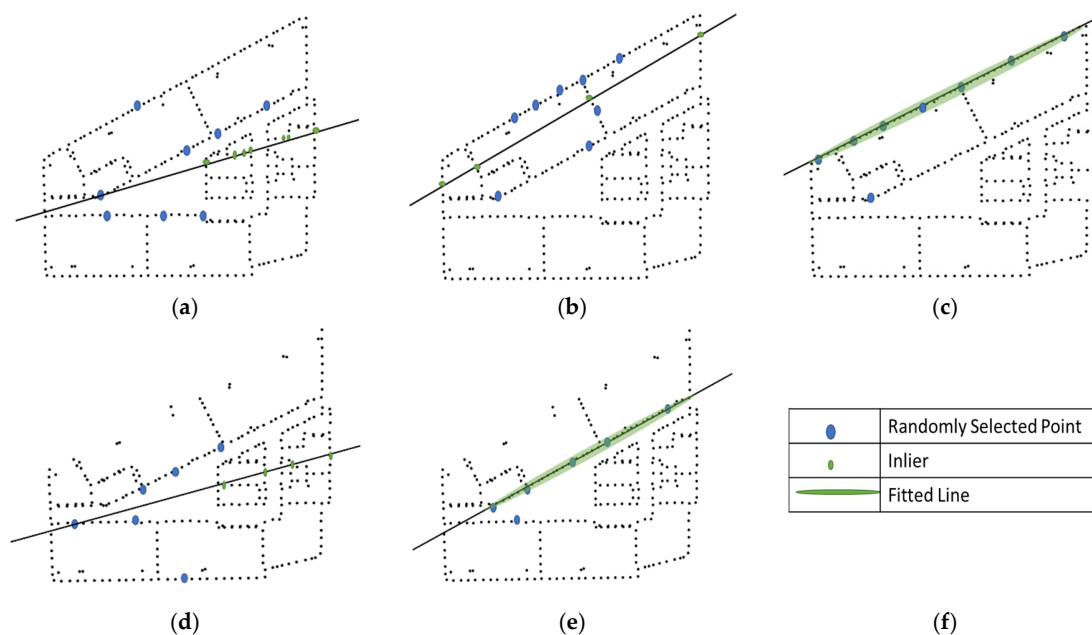 (a)
(b)
(c)
Randomly Selected Point
Inlier
Fitted Line
(d)
(e)
(f)